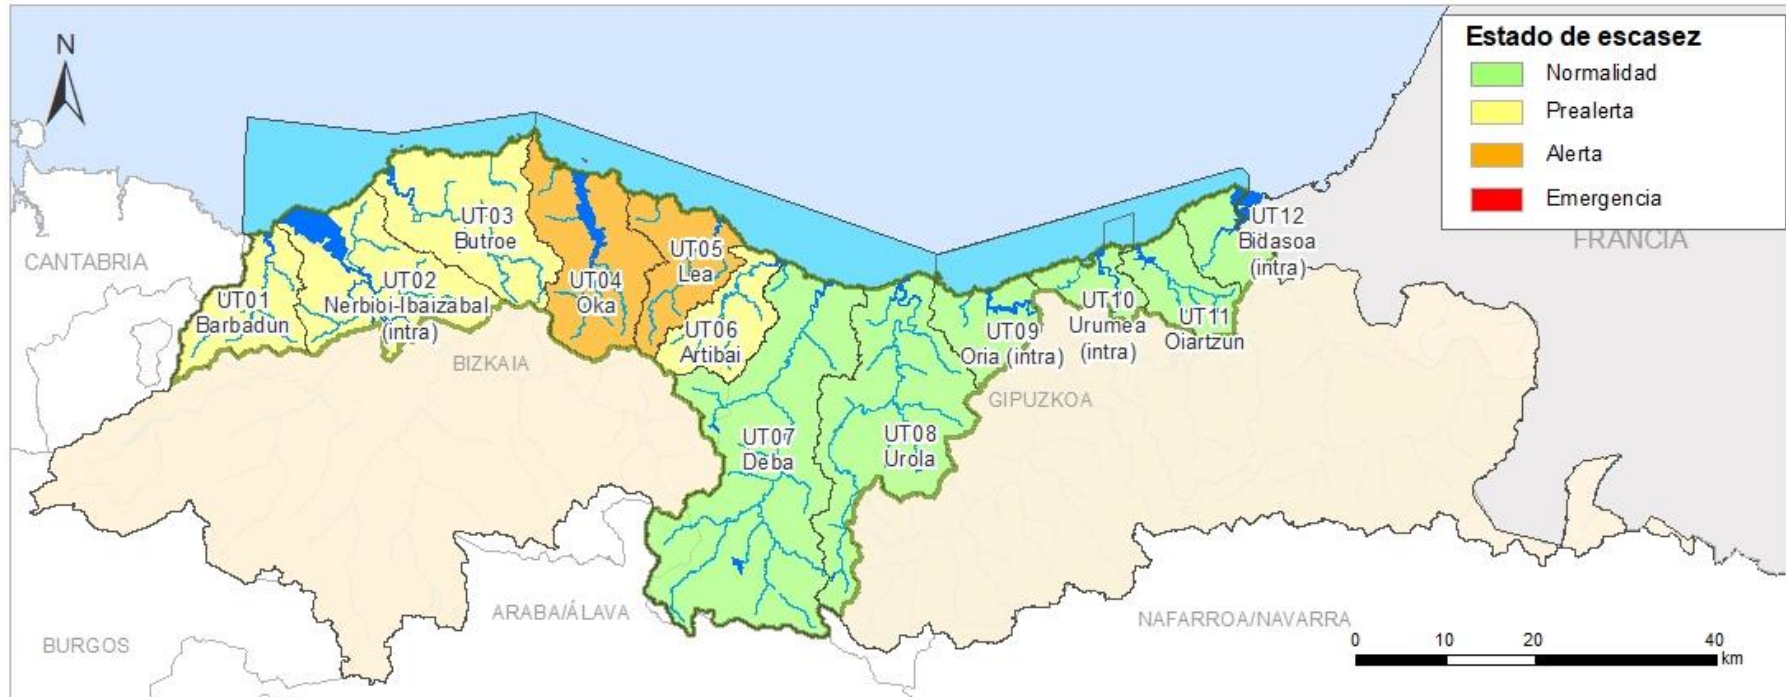 N
Estado de escasez
Normalidad
Prealerta
Alerta
Emergencia
CANTABRIA
FRANCIA
UT01
Barbadun
UT02
Nerbioi-Ibaizabal
(intra)
UT03
Butroe
UT04
Oka
UT05
Lea
UT06
Artibai
UT07
Deba
UT08
Urola
UT09
Oria (intra)
UT10
Urumea
(intra)
UT11
Oiartzun
UT12
Bidasoa
(intra)
BIZKAIA
GIPUZKOA
ARABA/ÁLAVA
NAFARROA/NAVARRA
BURGOS
0 10 20 40
km